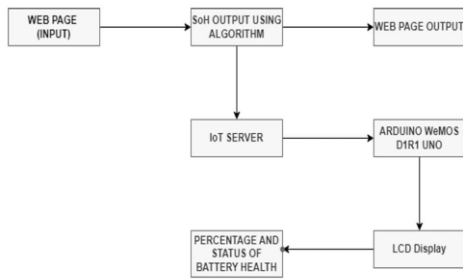 WEB PAGE
(INPUT)
SoH OUTPUT USING
ALGORITHM
WEB PAGE OUTPUT
IoT SERVER
ARDUINO WeMOS
D1R1 UNO
PERCENTAGE AND
STATUS OF
BATTERY HEALTH
LCD Display